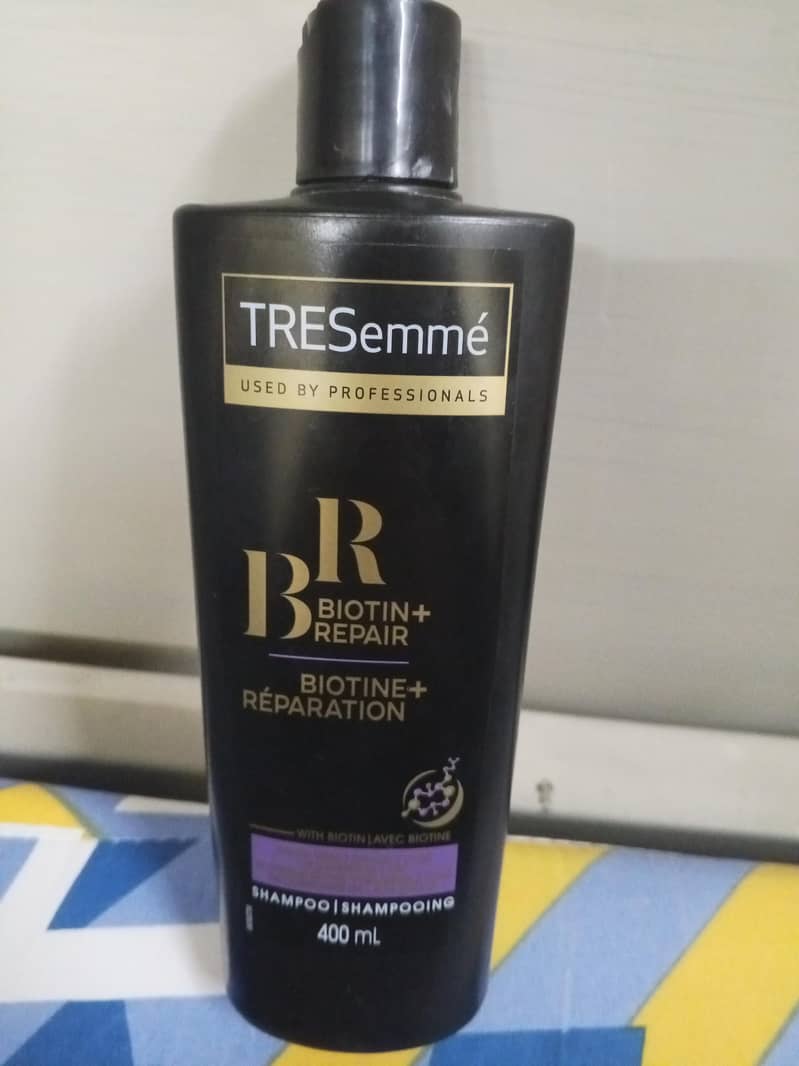 TRESemmé
USED BY PROFESSIONALS
BR
BIOTIN+
REPAIR
BIOTINE+
RÉPARATION
WITH BIOTIN | AVEC BIOTINE
SHAMPOO | SHAMPOOING
400 mL